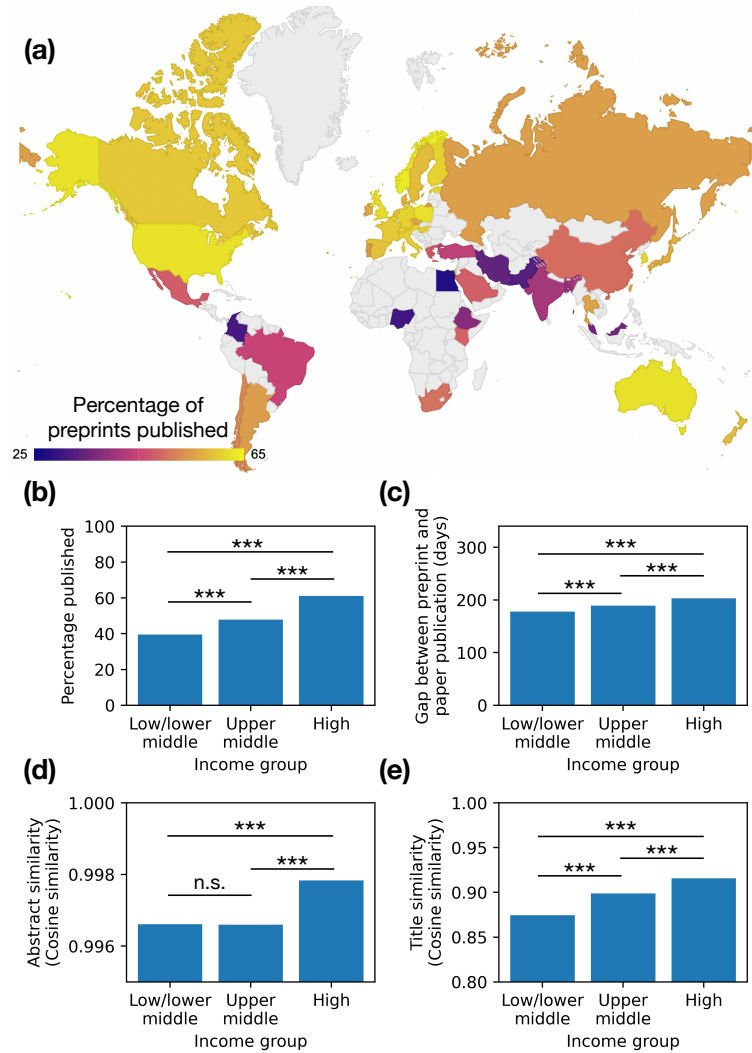 (a)
Percentage of
preprints published
25 65
(b)
Percentage published
100
80
60
40
20
0
***
***
***
Low/lower
middle
Upper
middle
High
Income group
(c)
Gap between preprint and
paper publication (days)
300
200
100
0
***
***
***
Low/lower
middle
Upper
middle
High
Income group
(d)
Abstract similarity
(Cosine similarity)
1.000
0.998
0.996
***
***
n.s.
Low/lower
middle
Upper
middle
High
Income group
(e)
Title similarity
(Cosine similarity)
1.00
0.95
0.90
0.85
0.80
***
***
***
Low/lower
middle
Upper
middle
High
Income group